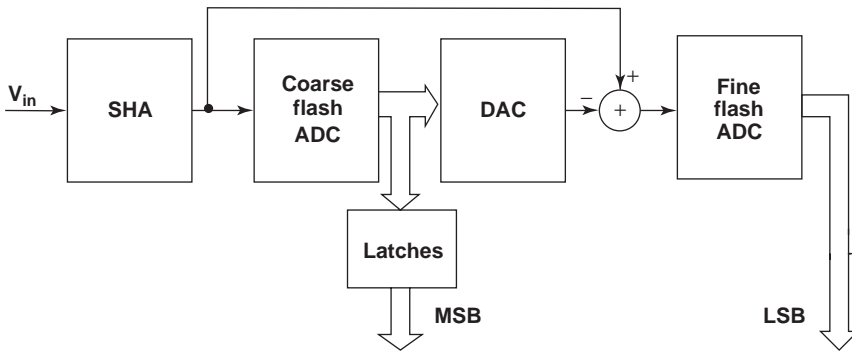 V_in
SHA
Coarse
flash
ADC
DAC
−
+
+
Fine
flash
ADC
Latches
MSB
LSB